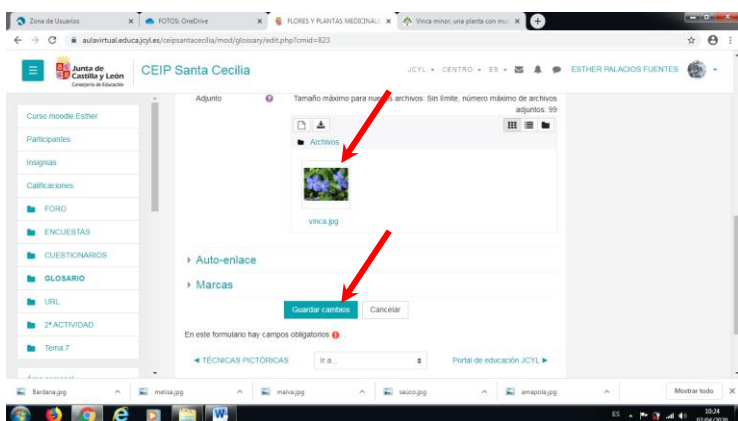 Zona de Usuarios
FOTOS: OneDrive
FLORES Y PLANTAS MEDICINAL
Vinca minor, una planta con mu
aulavirtual.educa.jcyl.es/ceipsantacecilia/mod/glossary/edit.php?cmid=823
Junta de
Castilla y León
Consejería de Educación
CEIP Santa Cecilia
JCYL CENTRO ES
ESTHER PALACIOS FUENTES
Curso moodle Esther
Participantes
Insignias
Calificaciones
FORO
ENCUESTAS
CUESTIONARIOS
GLOSARIO
URL
2ª ACTIVIDAD
Tema 7
Adjunto
Tamaño máximo para nuevos archivos: Sin límite, número máximo de archivos
adjuntos: 99
Archivos
vinca.jpg
Auto-enlace
Marcas
Guardar cambios
Cancelar
En este formulario hay campos obligatorios
◄ TÉCNICAS PICTÓRICAS
Ir a...
Portal de educación JCYL ►
Bardana.jpg
melisa.jpg
malva.jpg
saúco.jpg
amapola.jpg
Mostrar todo
ES
10:24
02/04/2020